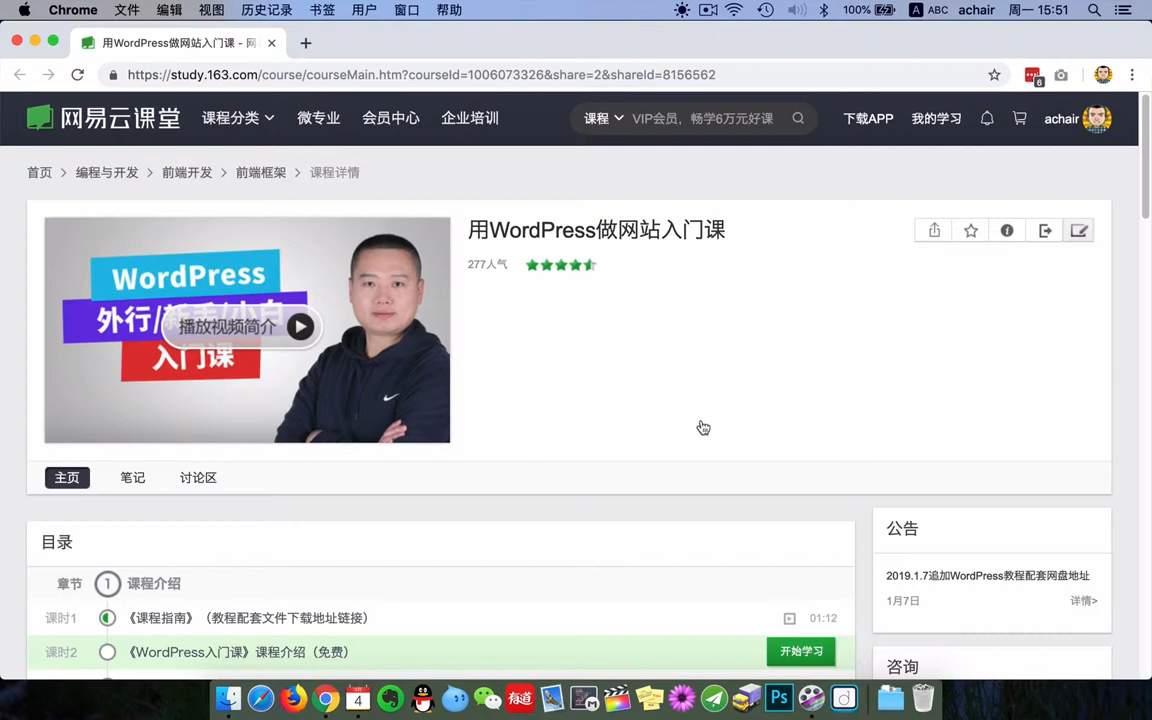 Chrome 文件 编辑 视图 历史记录 书签 用户 窗口 帮助 100% A ABC achair 周一 15:51
用WordPress做网站入门课 - 网
https://study.163.com/course/courseMain.htm?courseId=1006073326&share=2&shareId=8156562
6
网易云课堂 课程分类 微专业 会员中心 企业培训 课程 VIP会员，畅学6万元好课 下载APP 我的学习 achair
首页 > 编程与开发 > 前端开发 > 前端框架 > 课程详情
用WordPress做网站入门课
277人气
WordPress
外行/新手/小白
播放视频简介
入门课
主页 笔记 讨论区
目录
章节 1 课程介绍
课时1 《课程指南》（教程配套文件下载地址链接） 01:12
课时2 《WordPress入门课》课程介绍（免费） 开始学习
公告
2019.1.7追加WordPress教程配套网盘地址
1月7日 详情>
咨询
4
有道
Ps
d